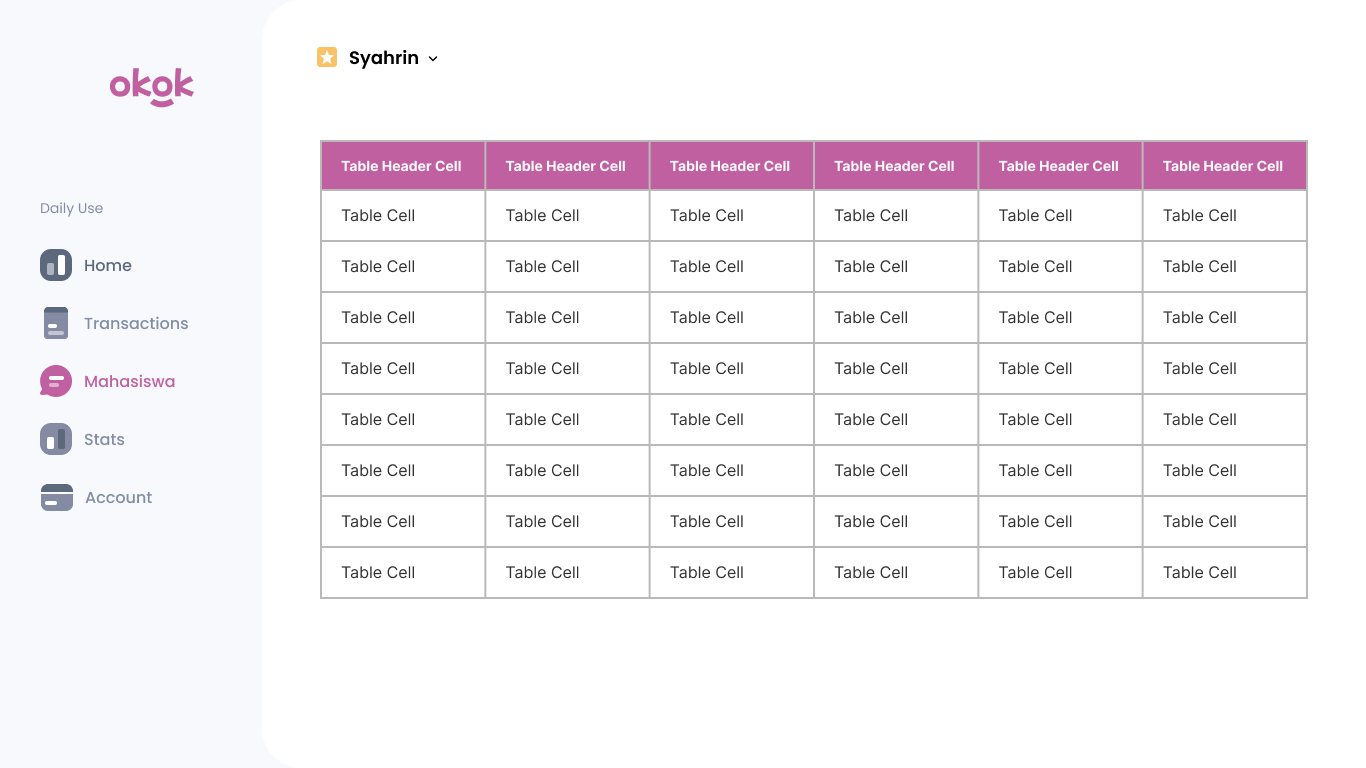 okok
Syahrin
Daily Use
Home
Transactions
Mahasiswa
Stats
Account
Table Header Cell Table Header Cell Table Header Cell Table Header Cell Table Header Cell Table Header Cell
Table Cell Table Cell Table Cell Table Cell Table Cell Table Cell
Table Cell Table Cell Table Cell Table Cell Table Cell Table Cell
Table Cell Table Cell Table Cell Table Cell Table Cell Table Cell
Table Cell Table Cell Table Cell Table Cell Table Cell Table Cell
Table Cell Table Cell Table Cell Table Cell Table Cell Table Cell
Table Cell Table Cell Table Cell Table Cell Table Cell Table Cell
Table Cell Table Cell Table Cell Table Cell Table Cell Table Cell
Table Cell Table Cell Table Cell Table Cell Table Cell Table Cell